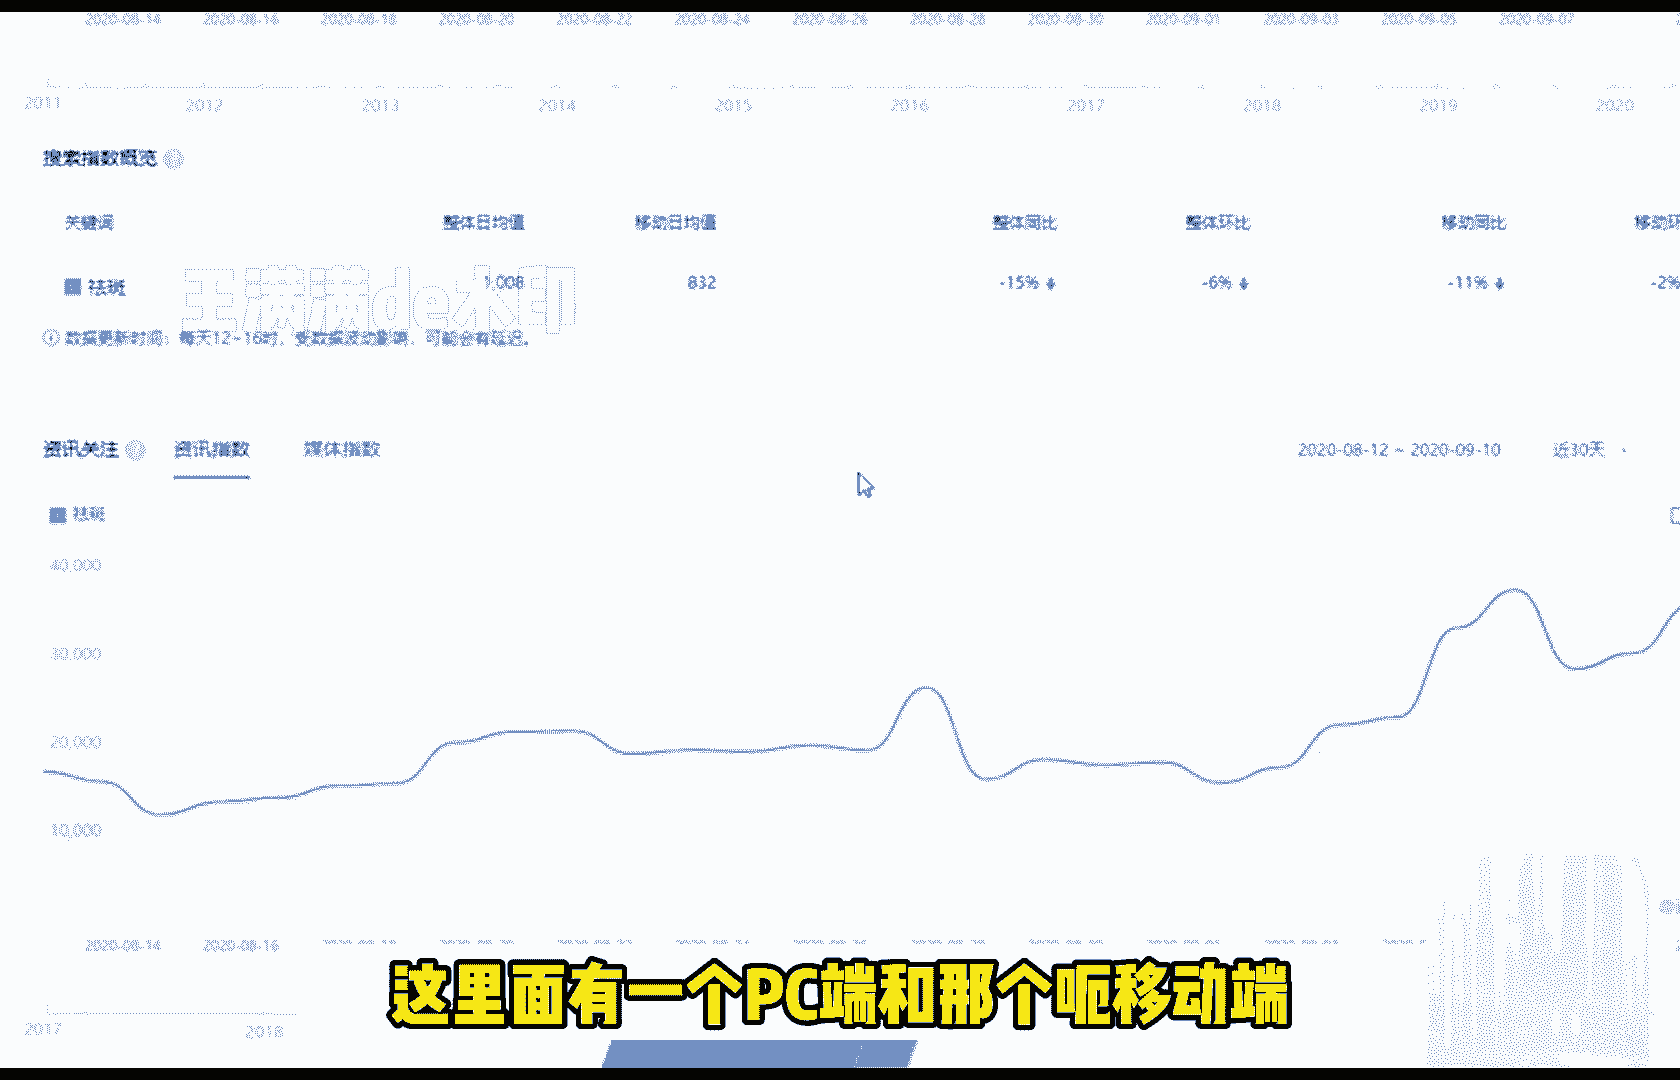 2020-08-14 2020-08-16 2020-08-18 2020-08-20 2020-08-22 2020-08-24 2020-08-26 2020-08-28 2020-08-30 2020-09-01 2020-09-03 2020-09-05 2020-09-07
2011 2012 2013 2014 2015 2016 2017 2018 2019 2020
搜索指数概览
关键词 整体日均值 移动日均值 整体同比 整体环比 移动同比 移动环
祛斑 1,008 832 -15% -6% -11% -2%
王满满de水印
数据更新时间：每天12~16时，受数据波动影响，可能会有延迟。
资讯关注 资讯指数 媒体指数 2020-08-12 ~ 2020-09-10 近30天
祛斑
40,000
30,000
20,000
10,000
2020-08-14 2020-08-16
这里面有一个PC端和那个呃移动端
2017 2018